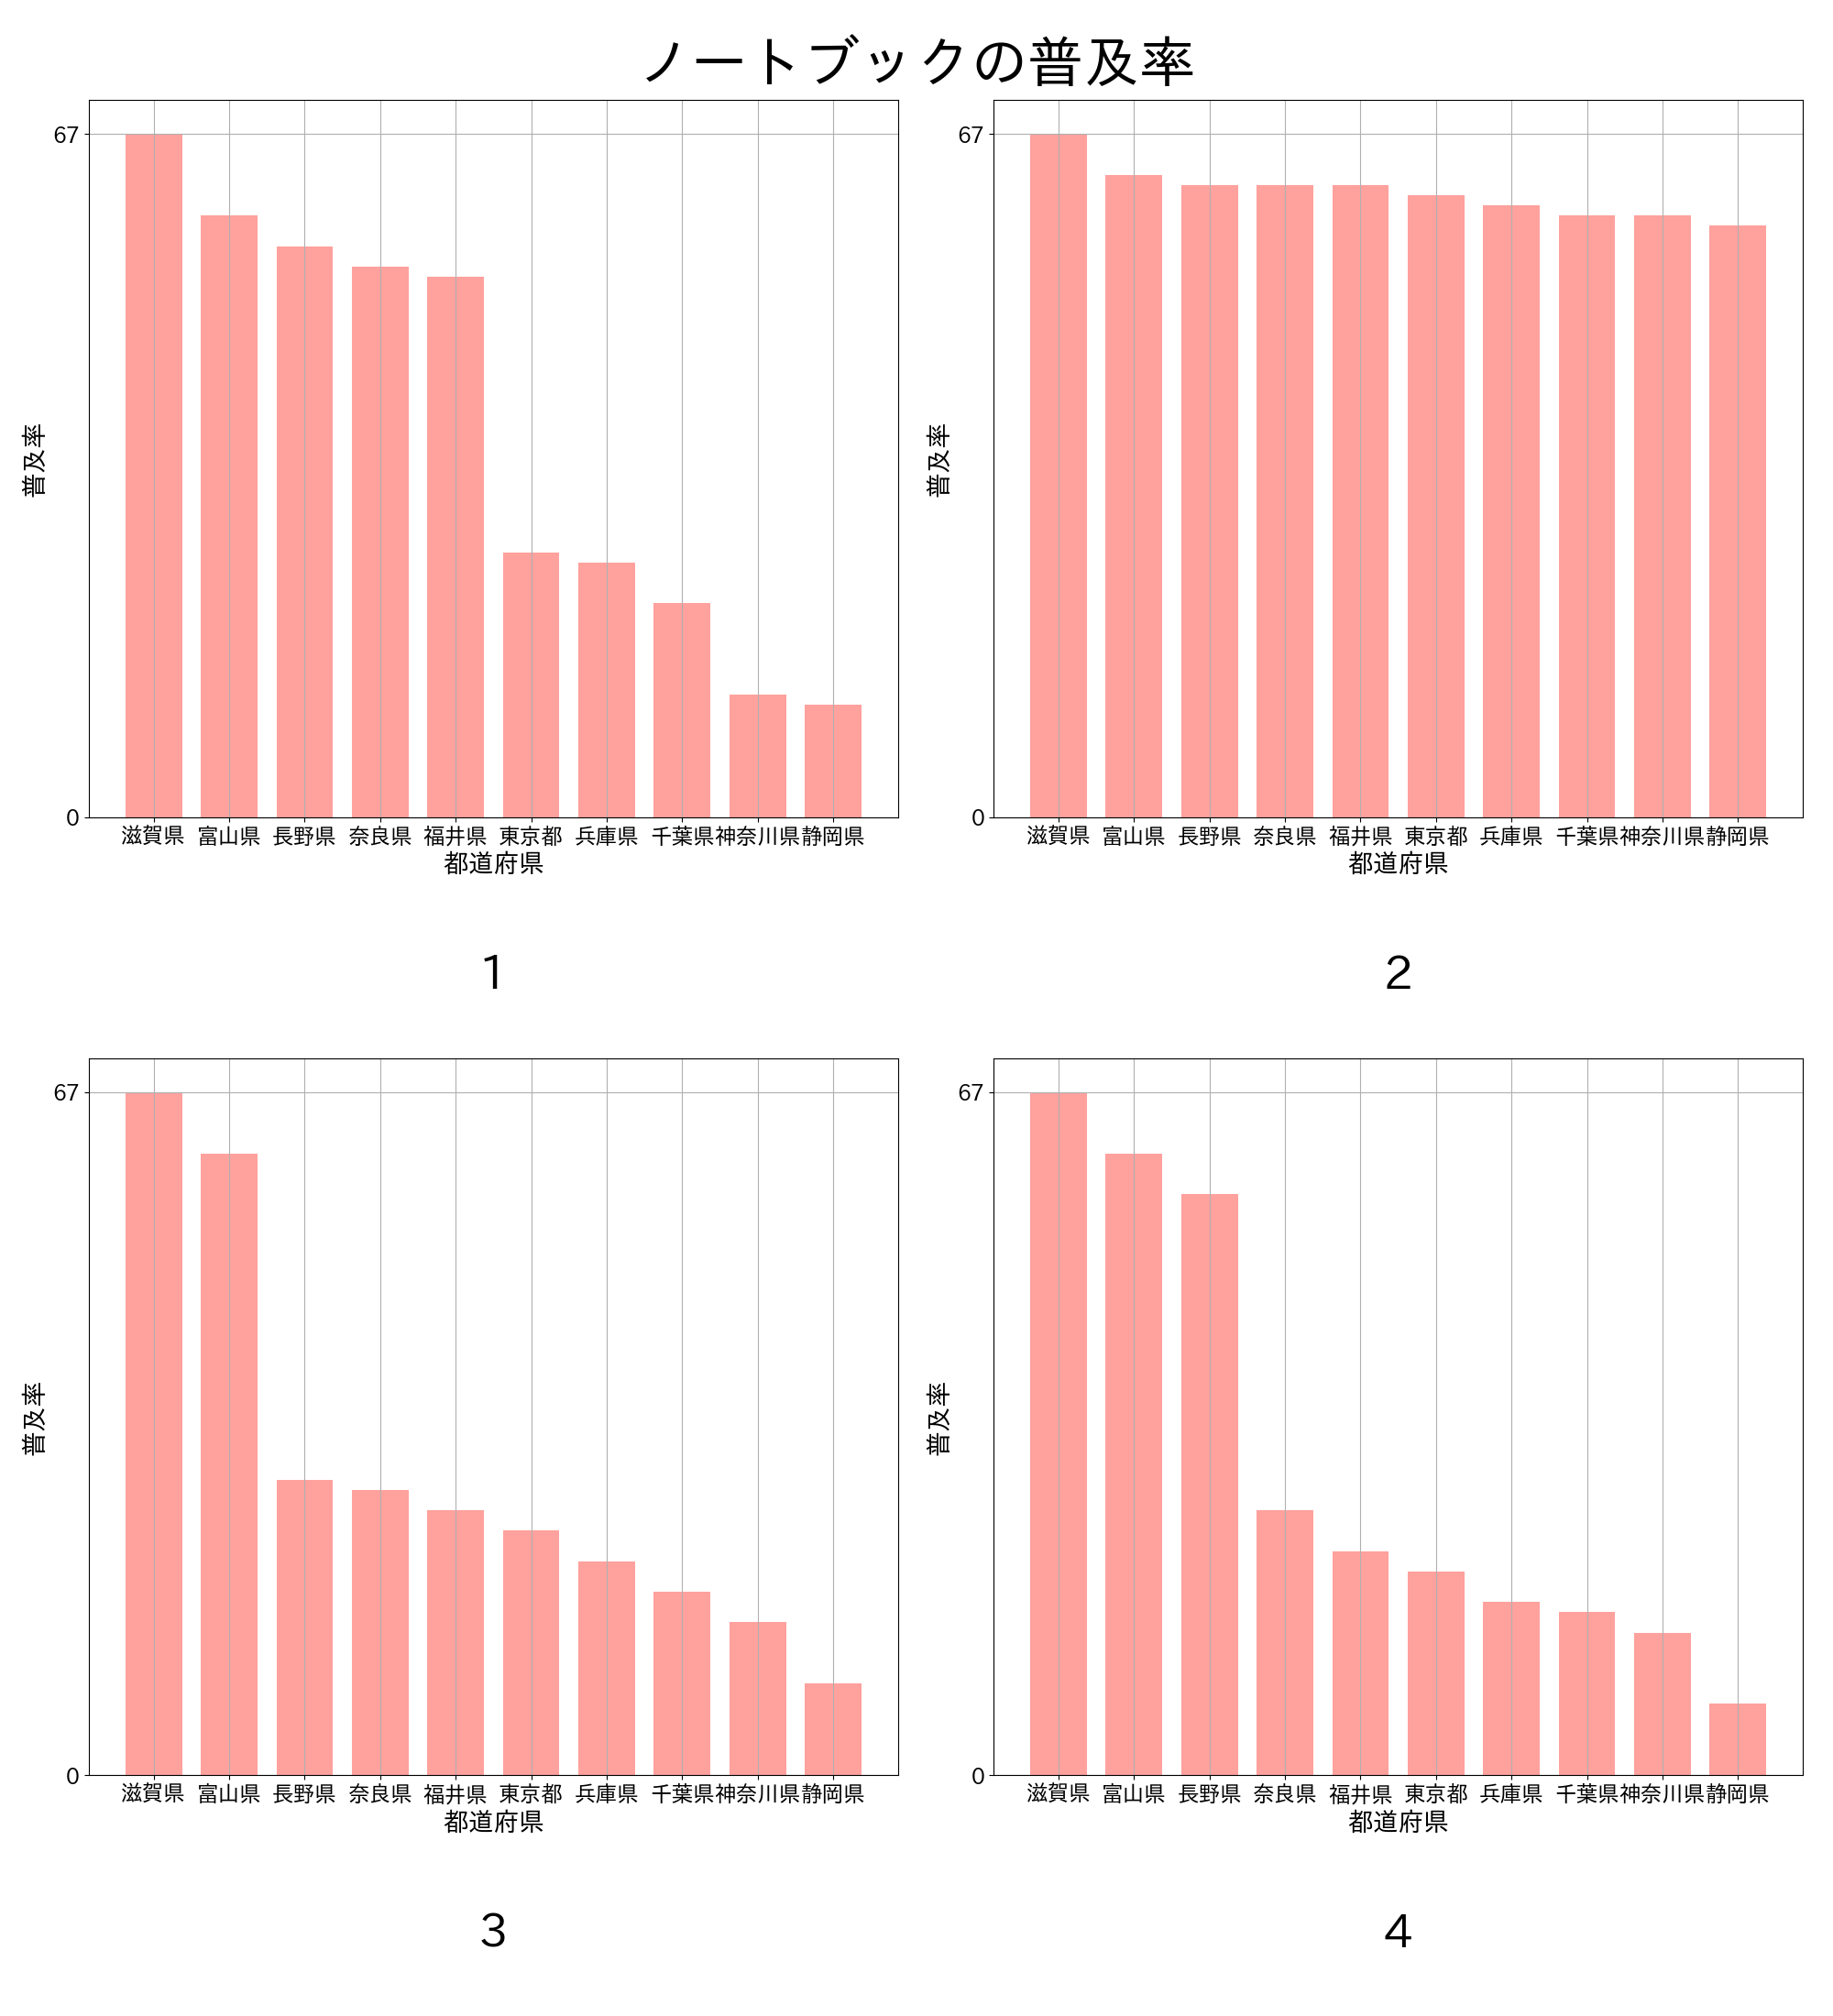 ノートブックの普及率
67
普及率
0
滋賀県 富山県 長野県 奈良県 福井県 東京都 兵庫県 千葉県 神奈川県 静岡県
都道府県
1
67
普及率
0
滋賀県 富山県 長野県 奈良県 福井県 東京都 兵庫県 千葉県 神奈川県 静岡県
都道府県
2
67
普及率
0
滋賀県 富山県 長野県 奈良県 福井県 東京都 兵庫県 千葉県 神奈川県 静岡県
都道府県
3
67
普及率
0
滋賀県 富山県 長野県 奈良県 福井県 東京都 兵庫県 千葉県 神奈川県 静岡県
都道府県
4